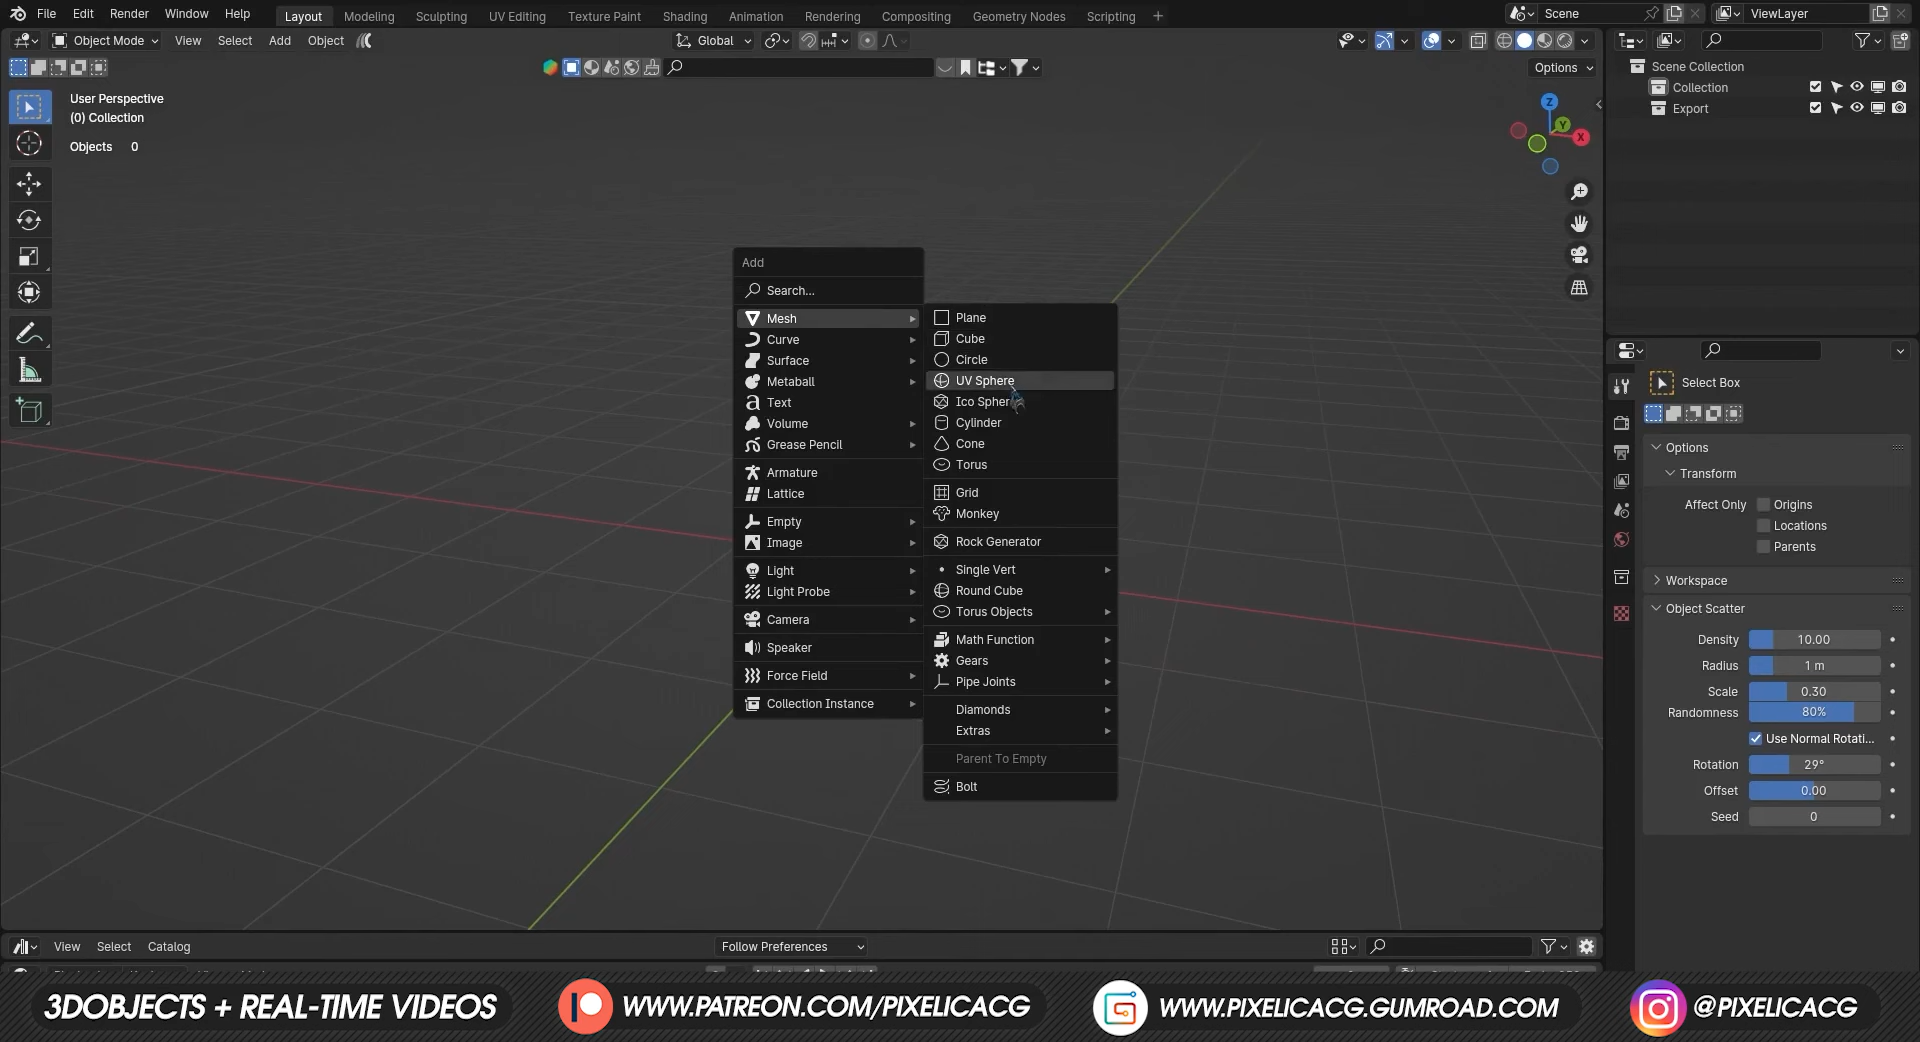 File Edit Render Window Help Layout Modeling Sculpting UV Editing Texture Paint Shading Animation Rendering Compositing Geometry Nodes Scripting + Scene ViewLayer
Object Mode View Select Add Object Global
Options
User Perspective
(0) Collection
Objects 0
Z
Y
X
Scene Collection
Collection
Export
Add
Search...
Mesh
Curve
Surface
Metaball
Text
Volume
Grease Pencil
Armature
Lattice
Empty
Image
Light
Light Probe
Camera
Speaker
Force Field
Collection Instance
Plane
Cube
Circle
UV Sphere
Ico Spher
Cylinder
Cone
Torus
Grid
Monkey
Rock Generator
Single Vert
Round Cube
Torus Objects
Math Function
Gears
Pipe Joints
Diamonds
Extras
Parent To Empty
Bolt
Select Box
Options
Transform
Affect Only Origins
Locations
Parents
Workspace
Object Scatter
Density 10.00
Radius 1 m
Scale 0.30
Randomness 80%
Use Normal Rotati...
Rotation 29°
Offset 0.00
Seed 0
View Select Catalog Follow Preferences
3DOBJECTS + REAL-TIME VIDEOS WWW.PATREON.COM/PIXELICACG WWW.PIXELICACG.GUMROAD.COM @PIXELICACG